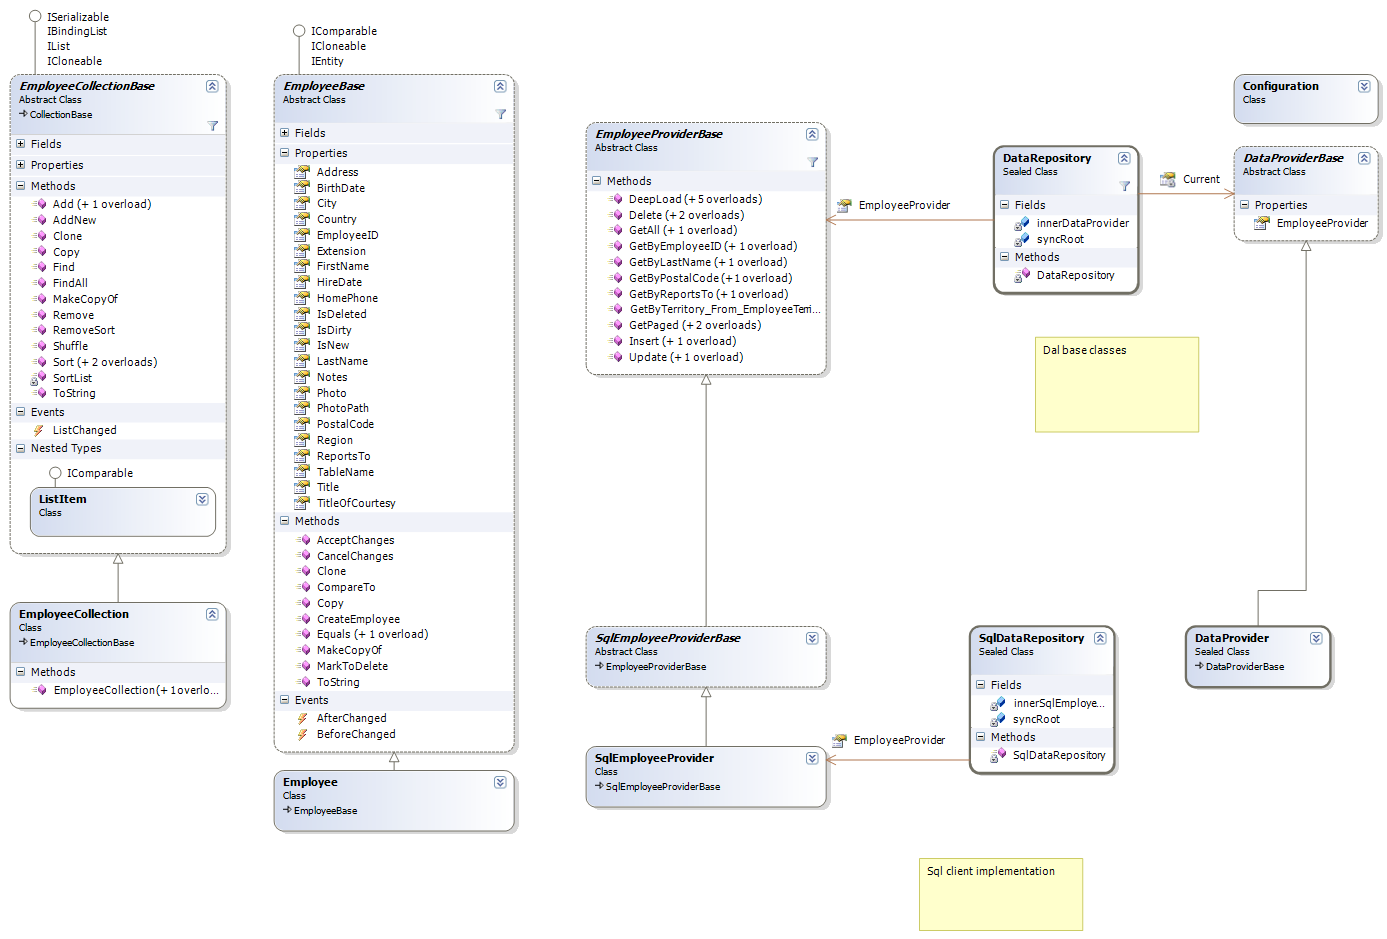 ISerializable
IBindingList
IList
ICloneable
EmployeeCollectionBase
Abstract Class
CollectionBase
Fields
Properties
Methods
Add (+ 1 overload)
AddNew
Clone
Copy
Find
FindAll
MakeCopyOf
Remove
RemoveSort
Shuffle
Sort (+ 2 overloads)
SortList
ToString
Events
ListChanged
Nested Types
IComparable
ListItem
Class
EmployeeCollection
Class
EmployeeCollectionBase
Methods
EmployeeCollection (+ 1 overlo...
IComparable
ICloneable
IEntity
EmployeeBase
Abstract Class
Fields
Properties
Address
BirthDate
City
Country
EmployeeID
Extension
FirstName
HireDate
HomePhone
IsDeleted
IsDirty
IsNew
LastName
Notes
Photo
PhotoPath
PostalCode
Region
ReportsTo
TableName
Title
TitleOfCourtesy
Methods
AcceptChanges
CancelChanges
Clone
CompareTo
Copy
CreateEmployee
Equals (+ 1 overload)
MakeCopyOf
MarkToDelete
ToString
Events
AfterChanged
BeforeChanged
Employee
Class
EmployeeBase
EmployeeProviderBase
Abstract Class
Methods
DeepLoad (+ 5 overloads)
Delete (+ 2 overloads)
GetAll (+ 1 overload)
GetByEmployeeID (+ 1 overload)
GetByLastName (+ 1 overload)
GetByPostalCode (+ 1 overload)
GetByReportsTo (+ 1 overload)
GetByTerritory_From_EmployeeTerri...
GetPaged (+ 2 overloads)
Insert (+ 1 overload)
Update (+ 1 overload)
SqlEmployeeProviderBase
Abstract Class
EmployeeProviderBase
SqlEmployeeProvider
Class
SqlEmployeeProviderBase
EmployeeProvider
DataRepository
Sealed Class
Fields
innerDataProvider
syncRoot
Methods
DataRepository
Current
Configuration
Class
DataProviderBase
Abstract Class
Properties
EmployeeProvider
Dal base classes
EmployeeProvider
SqlDataRepository
Sealed Class
Fields
innerSqlEmploye...
syncRoot
Methods
SqlDataRepository
DataProvider
Sealed Class
DataProviderBase
Sql client implementation